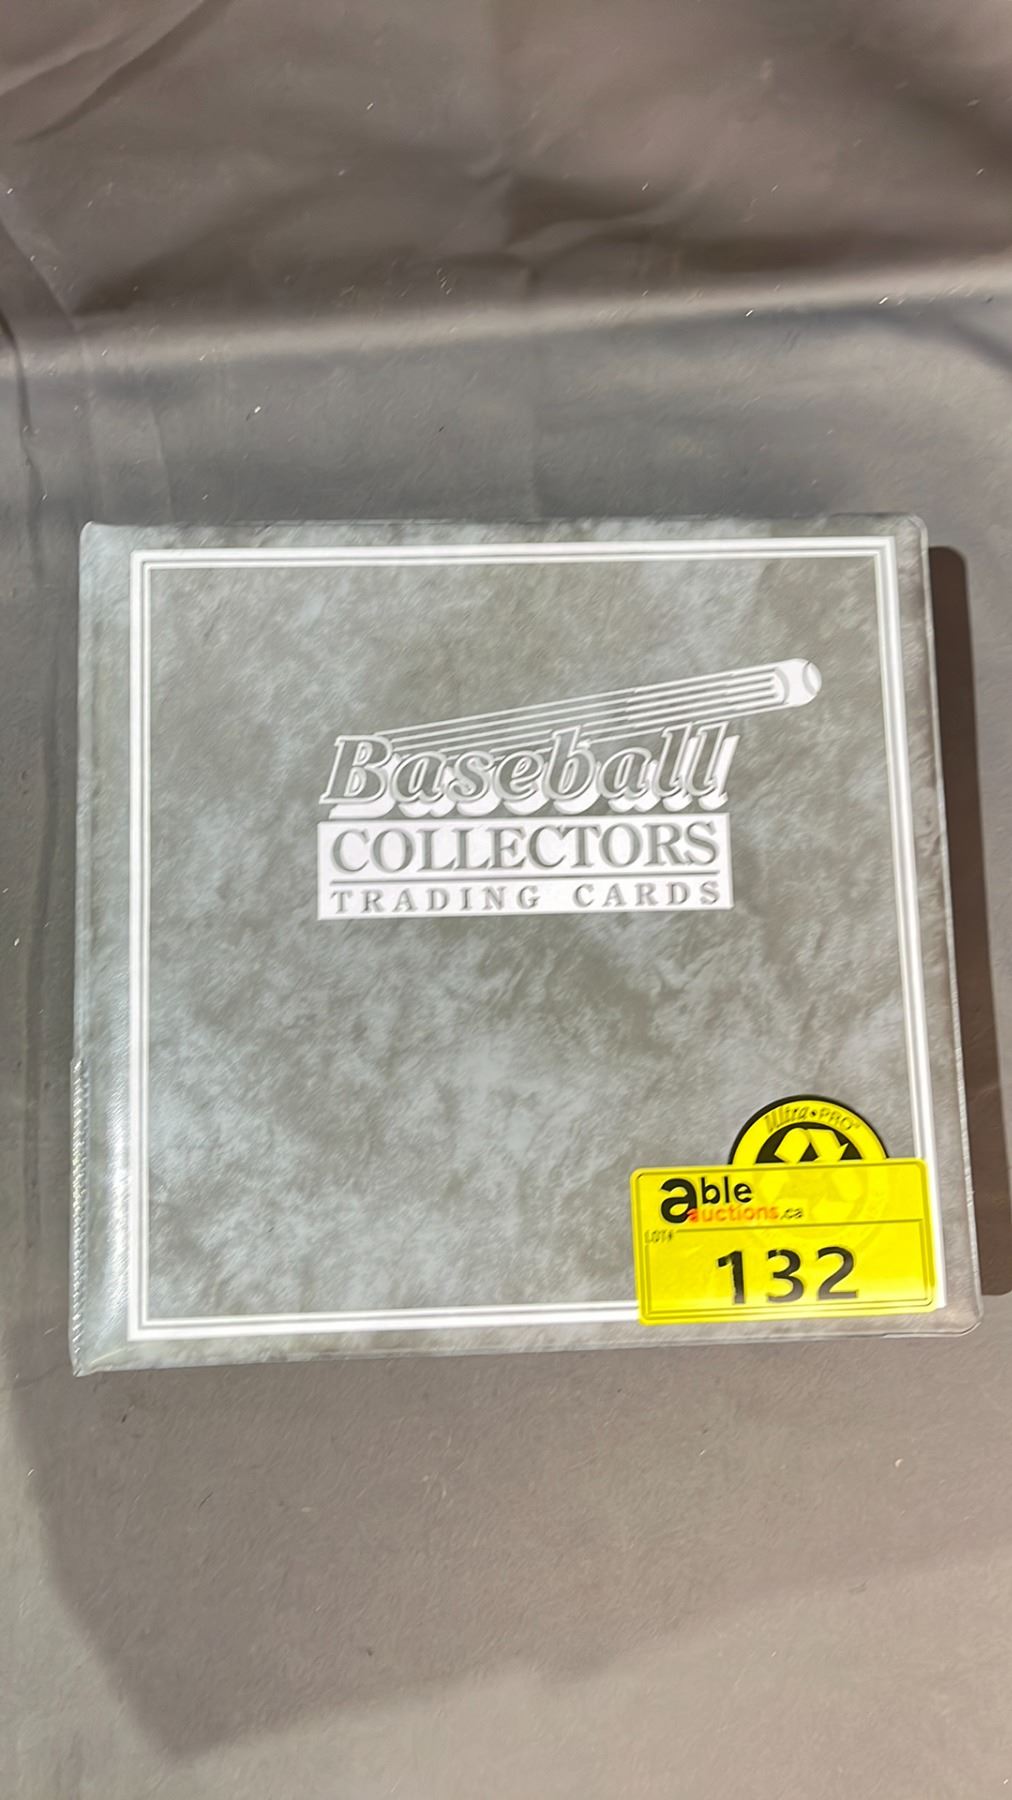 Baseball
COLLECTORS
TRADING CARDS
Ultra•PRO®
able
auctions.ca
LOT#
132